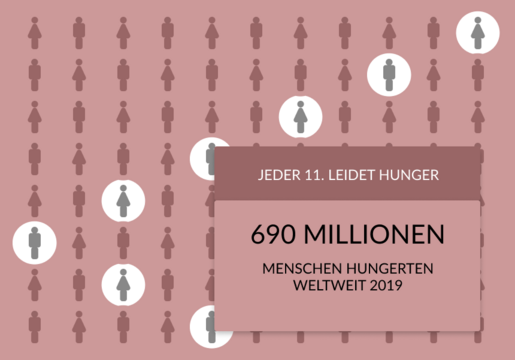 JEDER 11. LEIDET HUNGER
690 MILLIONEN
MENSCHEN HUNGERTEN
WELTWEIT 2019